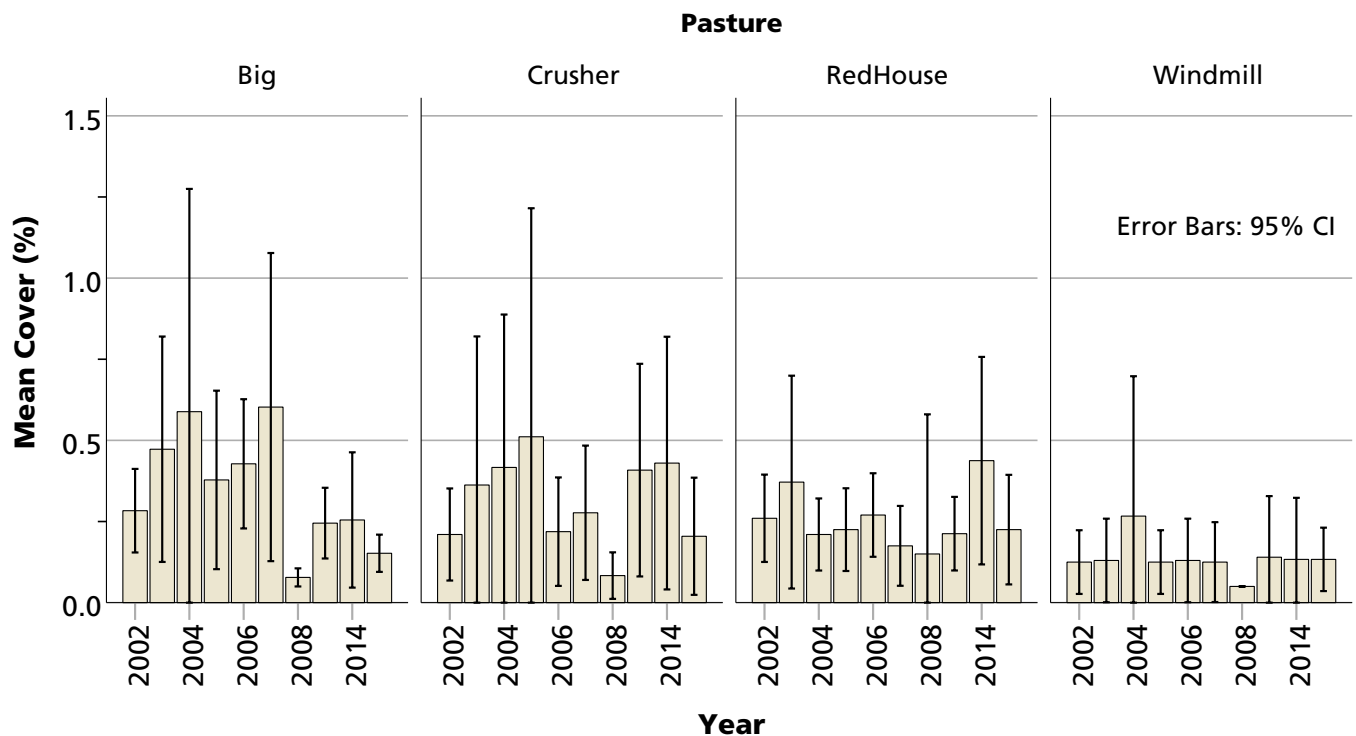 Pasture
Big Crusher RedHouse Windmill
1.5
Error Bars: 95% CI
1.0
Mean Cover (%)
0.5
0.0
2002 2004 2006 2008 2014 2002 2004 2006 2008 2014 2002 2004 2006 2008 2014 2002 2004 2006 2008 2014
Year